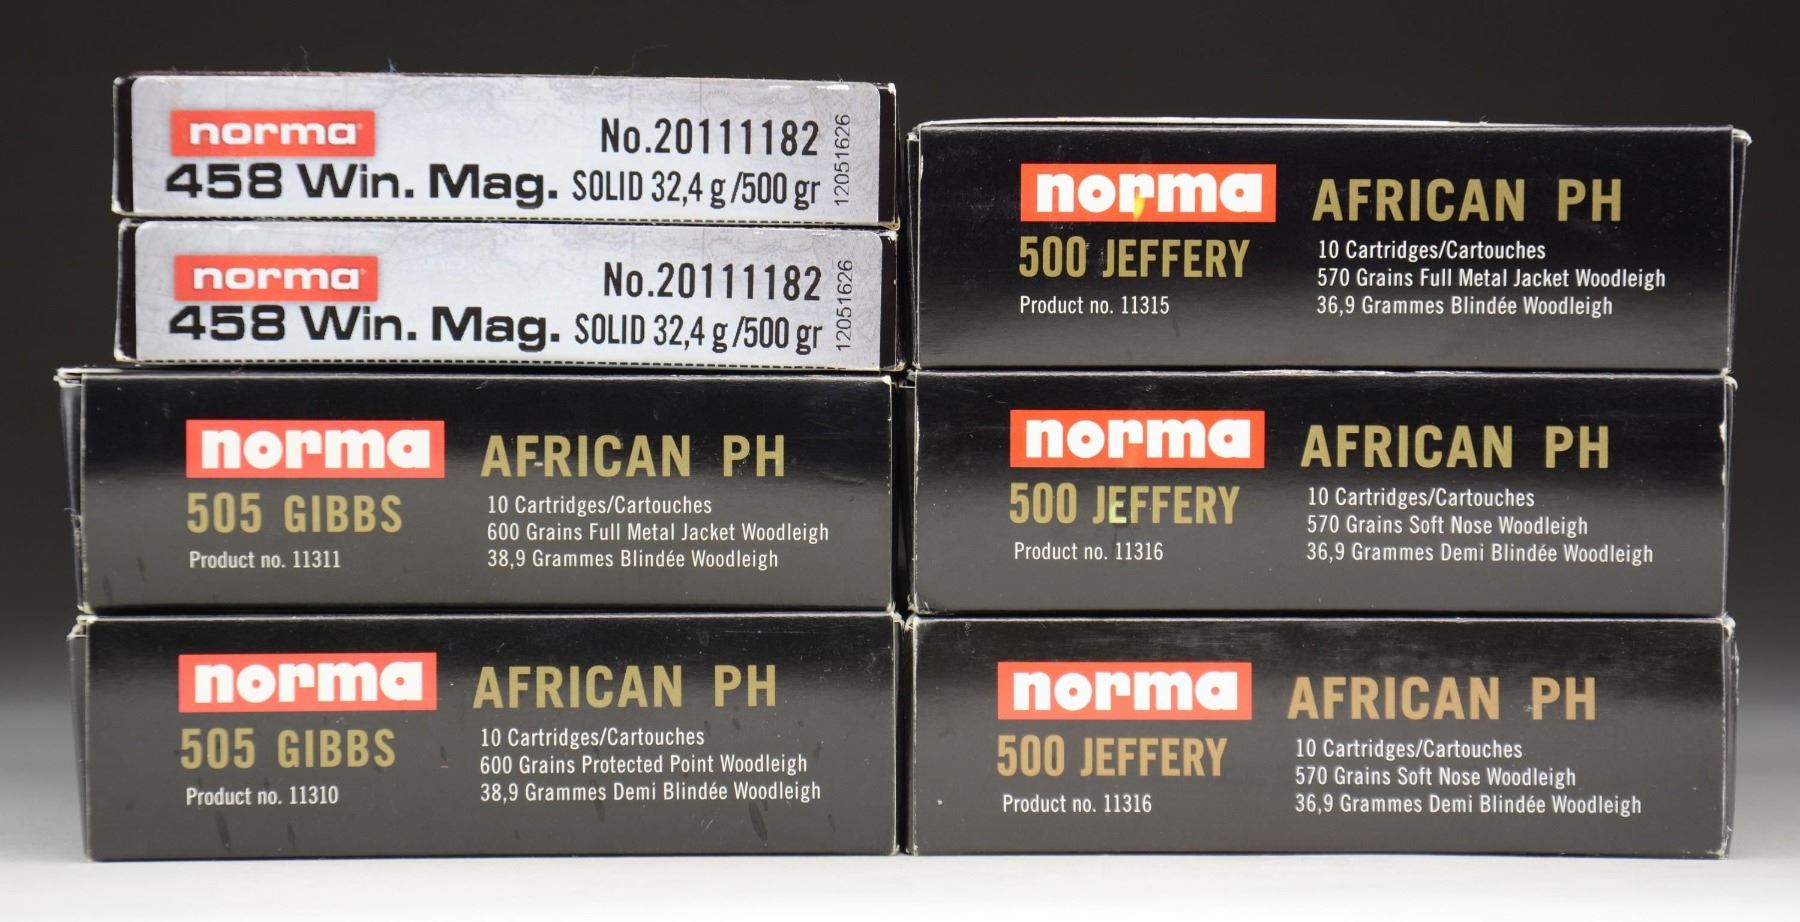 norma
No.20111182
458 Win. Mag. SOLID 32,4 g/500 gr
12051626
norma
No.20111182
458 Win. Mag. SOLID 32,4 g/500 gr
12051626
norma AFRICAN PH
505 GIBBS
Product no. 11311
10 Cartridges/Cartouches
600 Grains Full Metal Jacket Woodleigh
38,9 Grammes Blindée Woodleigh
norma AFRICAN PH
505 GIBBS
Product no. 11310
10 Cartridges/Cartouches
600 Grains Protected Point Woodleigh
38,9 Grammes Demi Blindée Woodleigh
norma AFRICAN PH
500 JEFFERY
Product no. 11315
10 Cartridges/Cartouches
570 Grains Full Metal Jacket Woodleigh
36,9 Grammes Blindée Woodleigh
norma AFRICAN PH
500 JEFFERY
Product no. 11316
10 Cartridges/Cartouches
570 Grains Soft Nose Woodleigh
36,9 Grammes Demi Blindée Woodleigh
norma AFRICAN PH
500 JEFFERY
Product no. 11316
10 Cartridges/Cartouches
570 Grains Soft Nose Woodleigh
36,9 Grammes Demi Blindée Woodleigh